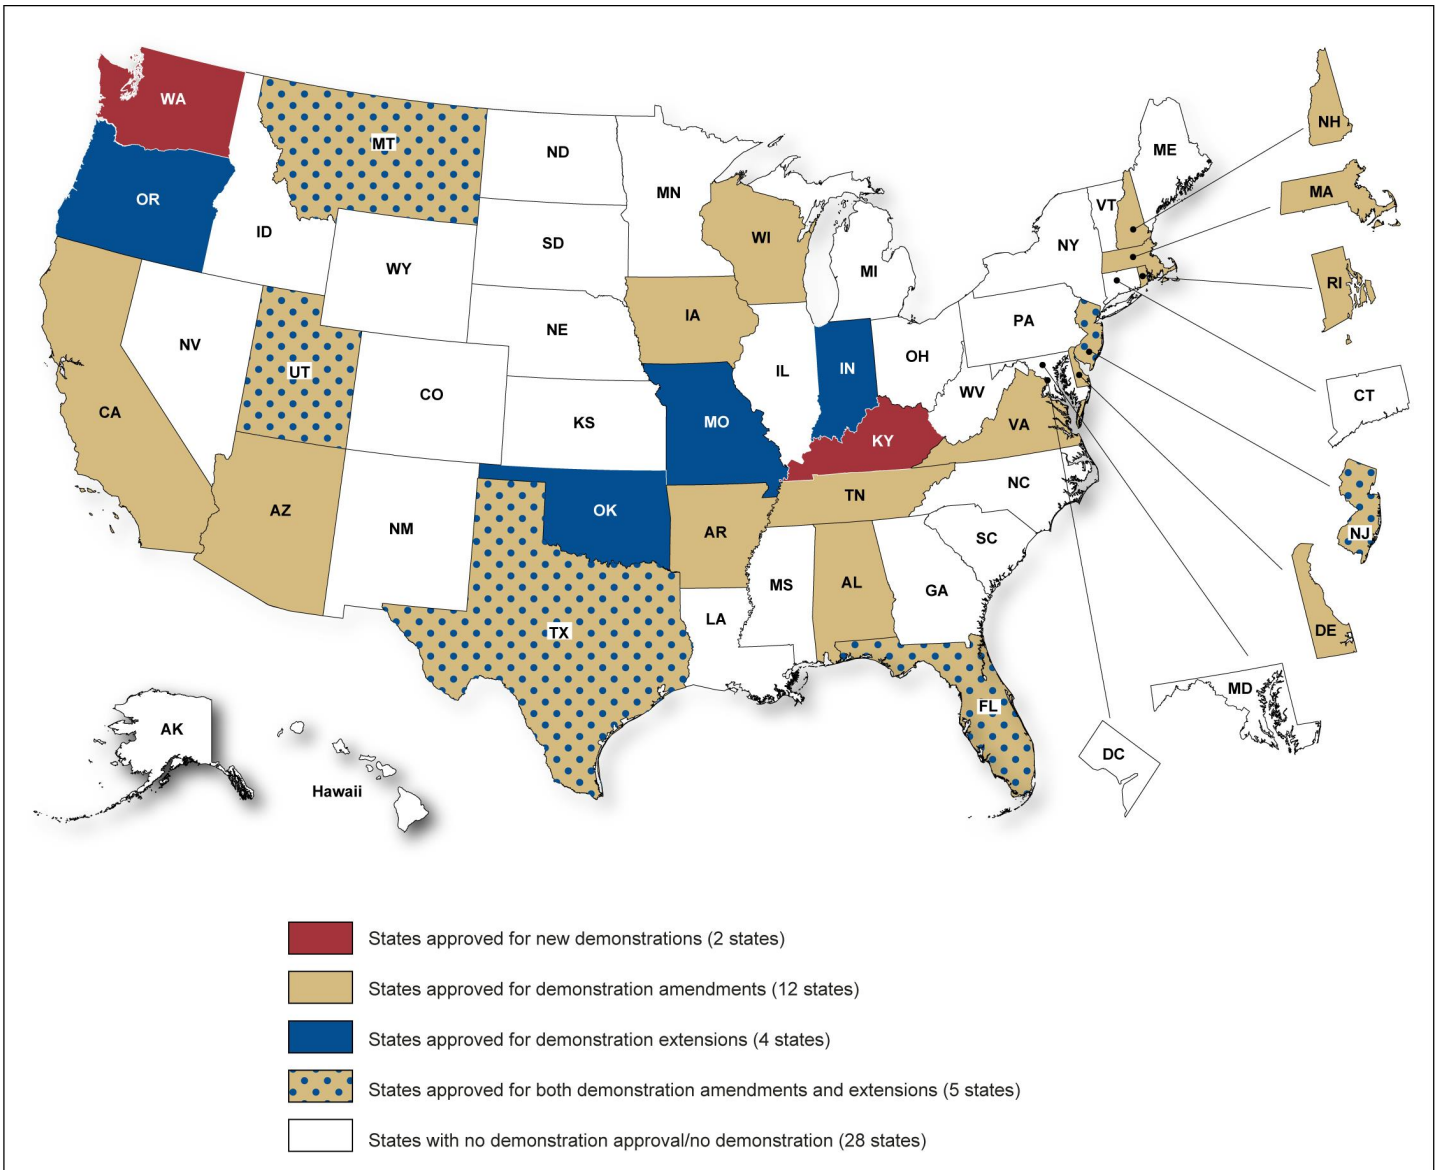 WA
MT
ND
MN
OR
ID
SD
WI
MI
WY
NE
IA
NV
UT
CO
KS
IL
IN
OH
PA
NY
VT
ME
NH
MA
RI
CT
CA
MO
KY
WV
VA
AZ
NM
OK
AR
TN
NC
SC
NJ
TX
LA
MS
AL
GA
DE
FL
MD
DC
AK
Hawaii
States approved for new demonstrations (2 states)
States approved for demonstration amendments (12 states)
States approved for demonstration extensions (4 states)
States approved for both demonstration amendments and extensions (5 states)
States with no demonstration approval/no demonstration (28 states)